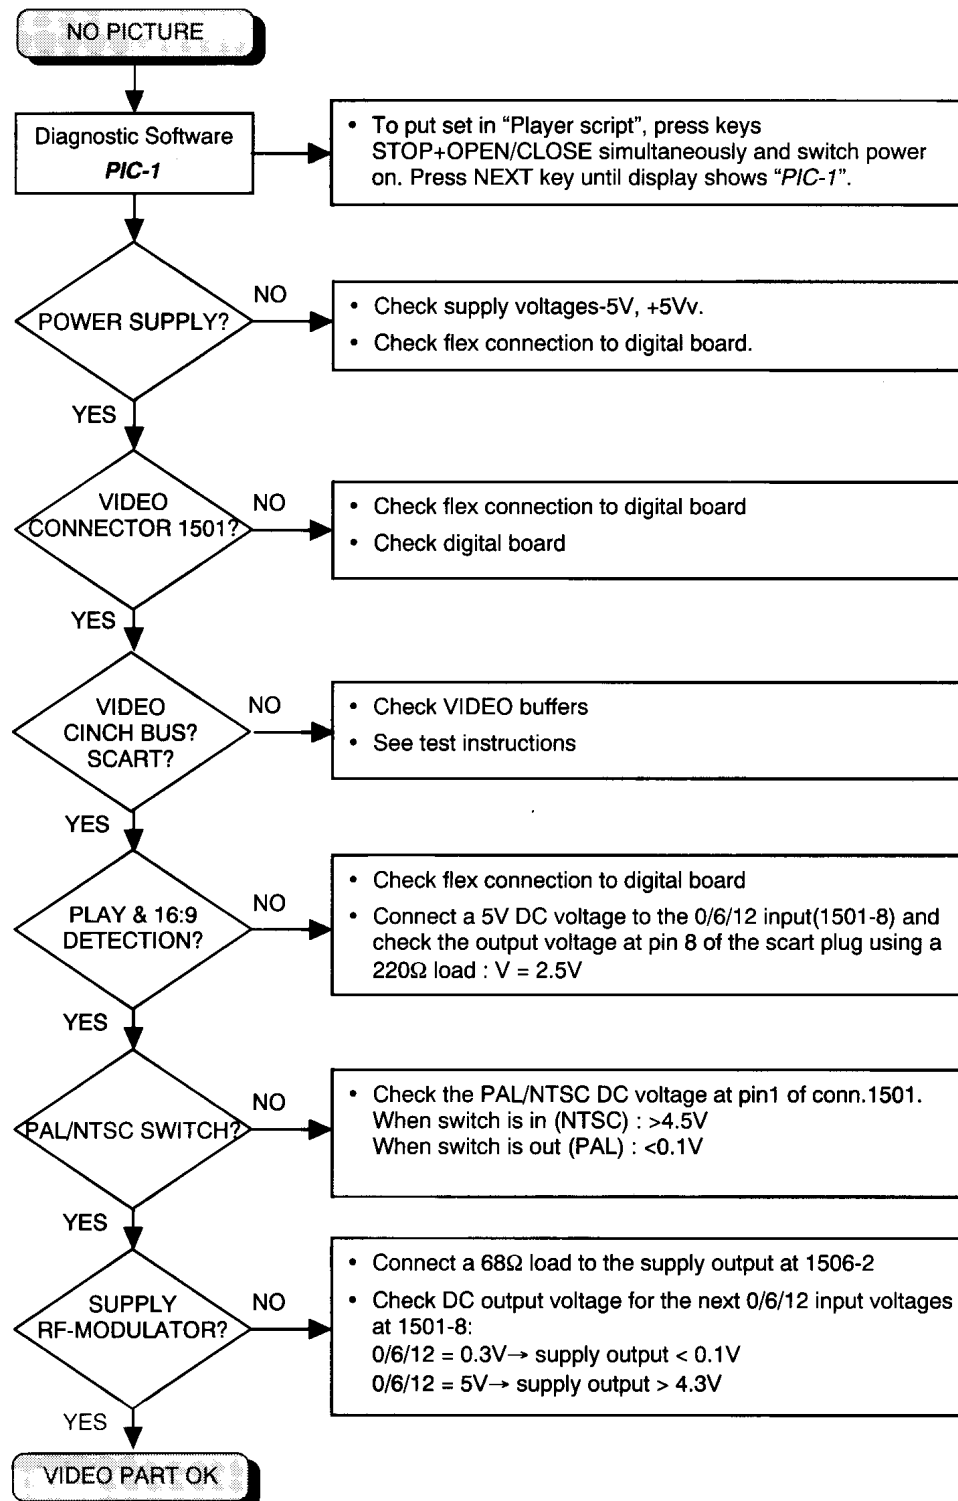 NO PICTURE
Diagnostic Software
PIC-1
• To put set in “Player script”, press keys
STOP+OPEN/CLOSE simultaneously and switch power
on. Press NEXT key until display shows “PIC-1”.
POWER SUPPLY?
NO
• Check supply voltages-5V, +5Vv.
• Check flex connection to digital board.
YES
VIDEO
CONNECTOR 1501?
NO
• Check flex connection to digital board
• Check digital board
YES
VIDEO
CINCH BUS?
SCART?
NO
• Check VIDEO buffers
• See test instructions
YES
PLAY & 16:9
DETECTION?
NO
• Check flex connection to digital board
• Connect a 5V DC voltage to the 0/6/12 input(1501-8) and
check the output voltage at pin 8 of the scart plug using a
220Ω load : V = 2.5V
YES
PAL/NTSC SWITCH?
NO
• Check the PAL/NTSC DC voltage at pin1 of conn.1501.
When switch is in (NTSC) : >4.5V
When switch is out (PAL) : <0.1V
YES
SUPPLY
RF-MODULATOR?
NO
• Connect a 68Ω load to the supply output at 1506-2
• Check DC output voltage for the next 0/6/12 input voltages
at 1501-8:
0/6/12 = 0.3V→ supply output < 0.1V
0/6/12 = 5V→ supply output > 4.3V
YES
VIDEO PART OK